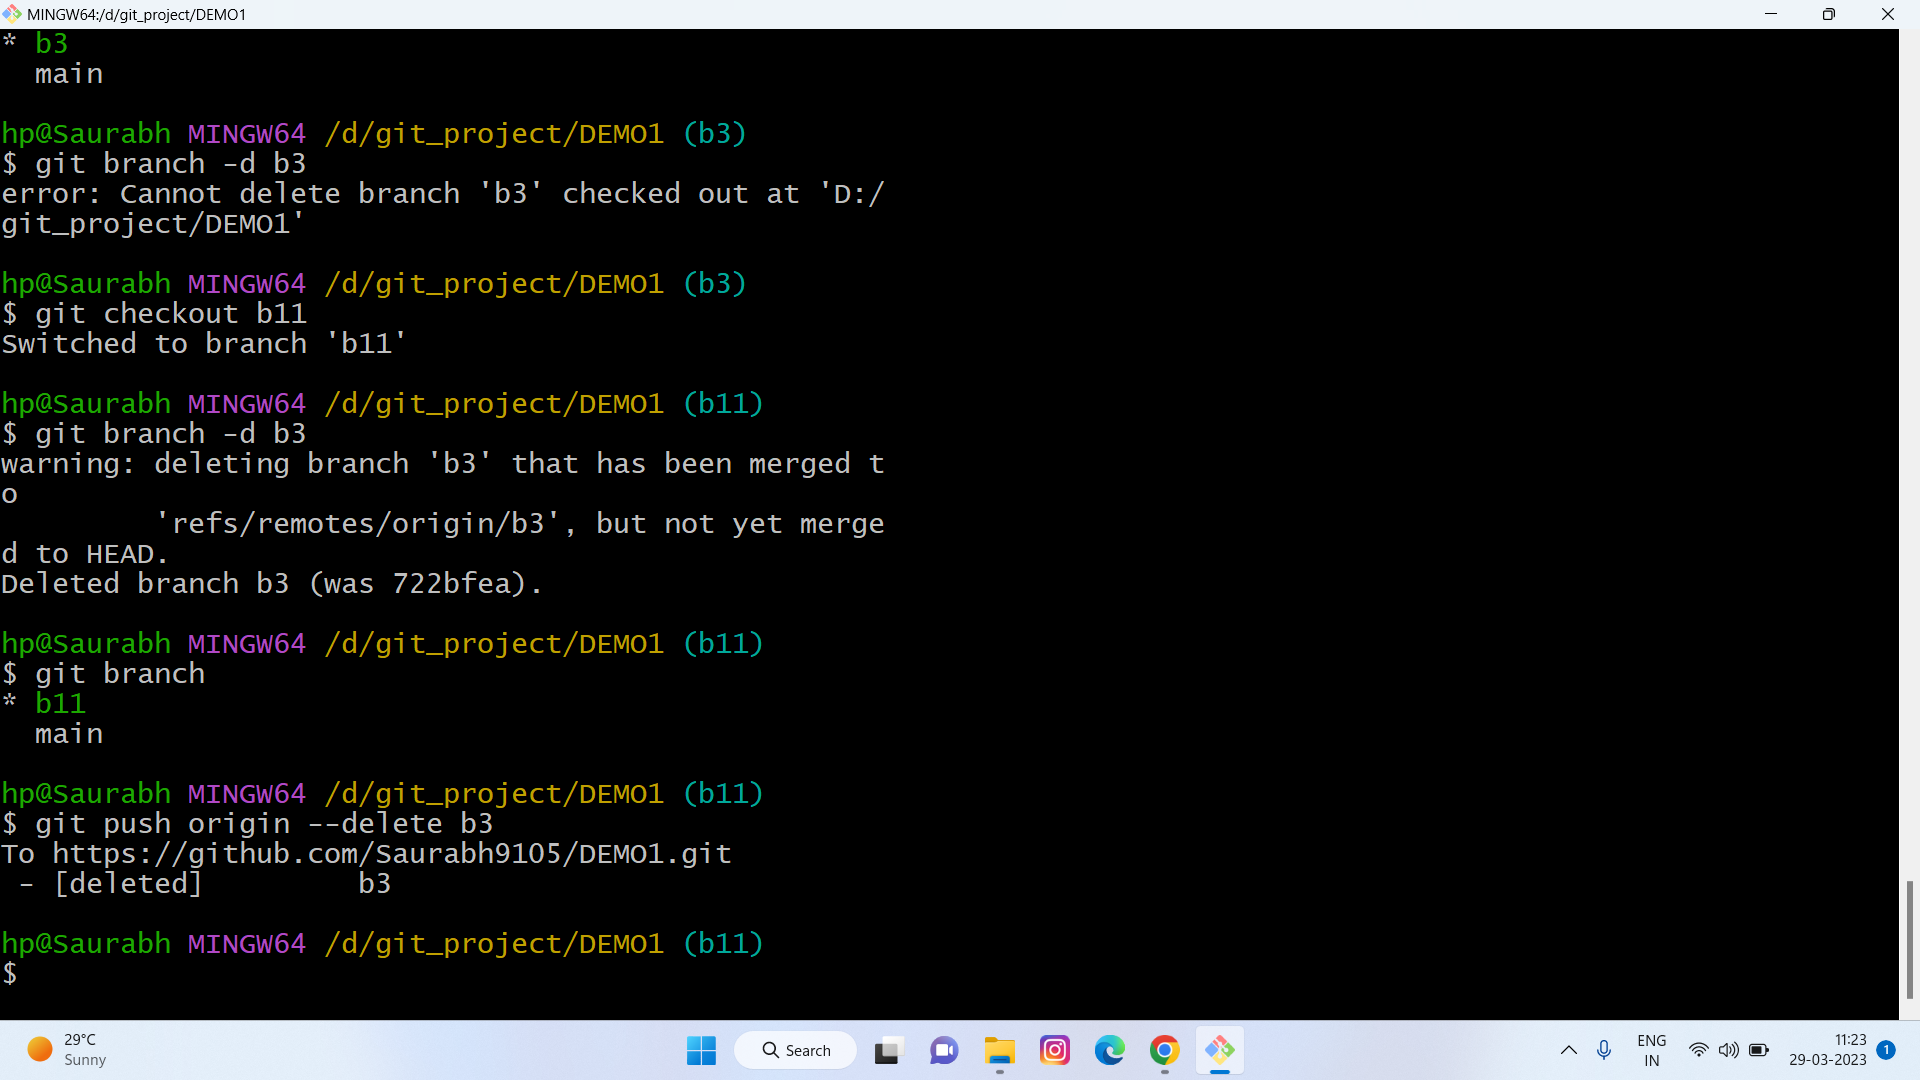 MINGW64:/d/git_project/DEMO1
* b3
  main
hp@Saurabh MINGW64 /d/git_project/DEMO1 (b3)
$ git branch -d b3
error: Cannot delete branch 'b3' checked out at 'D:/
git_project/DEMO1'
hp@Saurabh MINGW64 /d/git_project/DEMO1 (b3)
$ git checkout b11
Switched to branch 'b11'
hp@Saurabh MINGW64 /d/git_project/DEMO1 (b11)
$ git branch -d b3
warning: deleting branch 'b3' that has been merged t
o
         'refs/remotes/origin/b3', but not yet merge
d to HEAD.
Deleted branch b3 (was 722bfea).
hp@Saurabh MINGW64 /d/git_project/DEMO1 (b11)
$ git branch
* b11
  main
hp@Saurabh MINGW64 /d/git_project/DEMO1 (b11)
$ git push origin --delete b3
To https://github.com/Saurabh9105/DEMO1.git
 - [deleted]         b3
hp@Saurabh MINGW64 /d/git_project/DEMO1 (b11)
$
29°C
Sunny
Search
ENG
IN
11:23
29-03-2023
1